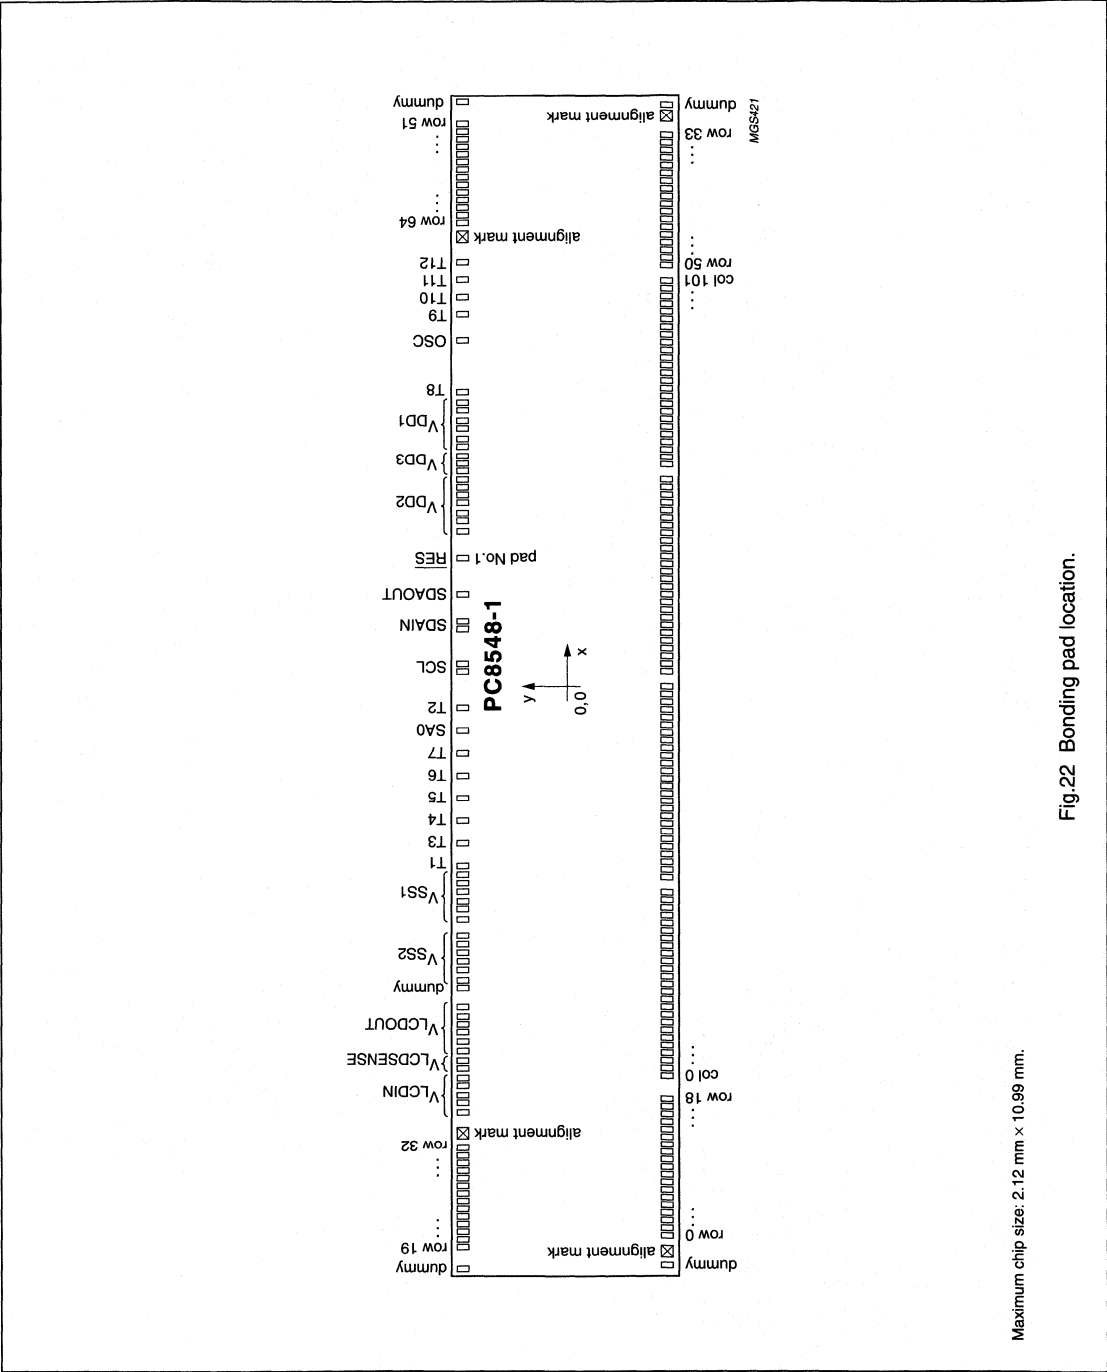 dummy
row 51
...
...
row 64
alignment mark
T12
T11
T10
T9
OSC
T8
VDD1
VDD3
VDD2
RES
pad No.1
SDAOUT
SDAIN
SCL
T2
SA0
T7
T6
T5
T4
T3
T1
VSS1
VSS2
dummy
VLCDOUT
VLCDSENSE
VLCDIN
alignment mark
row 32
...
...
row 19
dummy
PC8548-1
y
x
0,0
alignment mark
dummy
row 33
...
...
row 50
col 101
...
...
col 0
row 18
...
...
row 0
alignment mark
dummy
MGS421
Maximum chip size: 2.12 mm × 10.99 mm.
Fig.22 Bonding pad location.